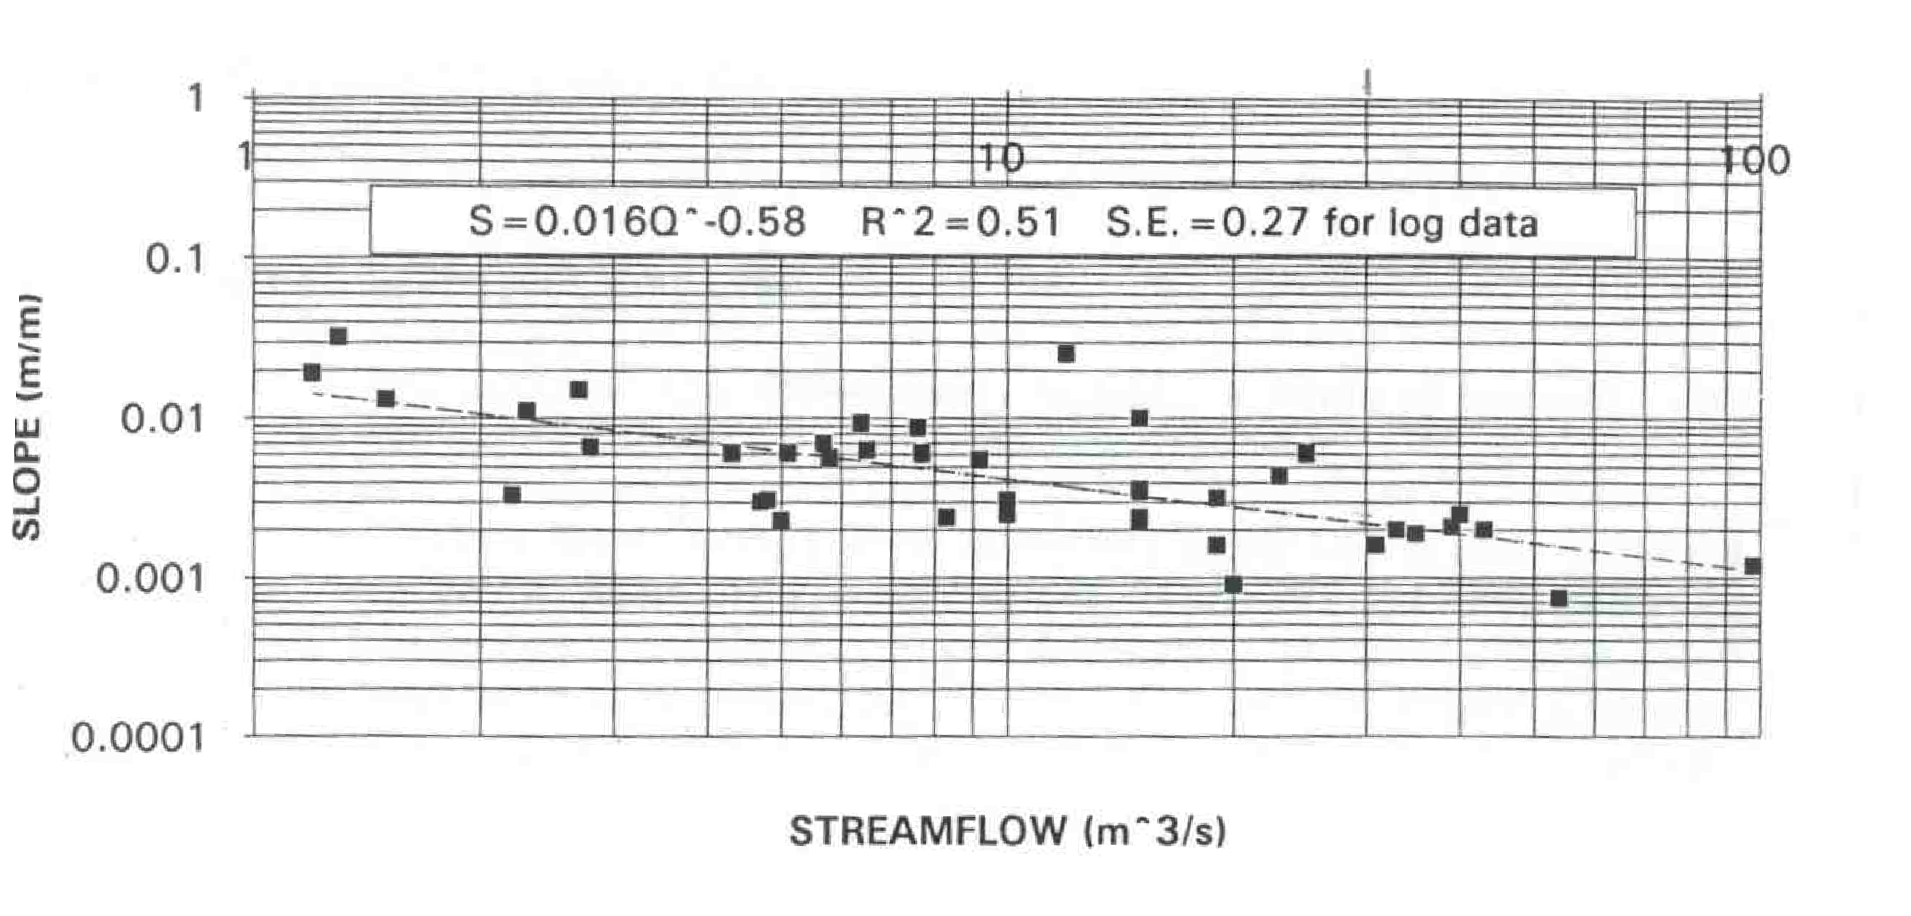 1
1 10 100
S=0.016Q^-0.58 R^2=0.51 S.E.=0.27 for log data
0.1
0.01
0.001
0.0001
SLOPE (m/m)
STREAMFLOW (m^3/s)